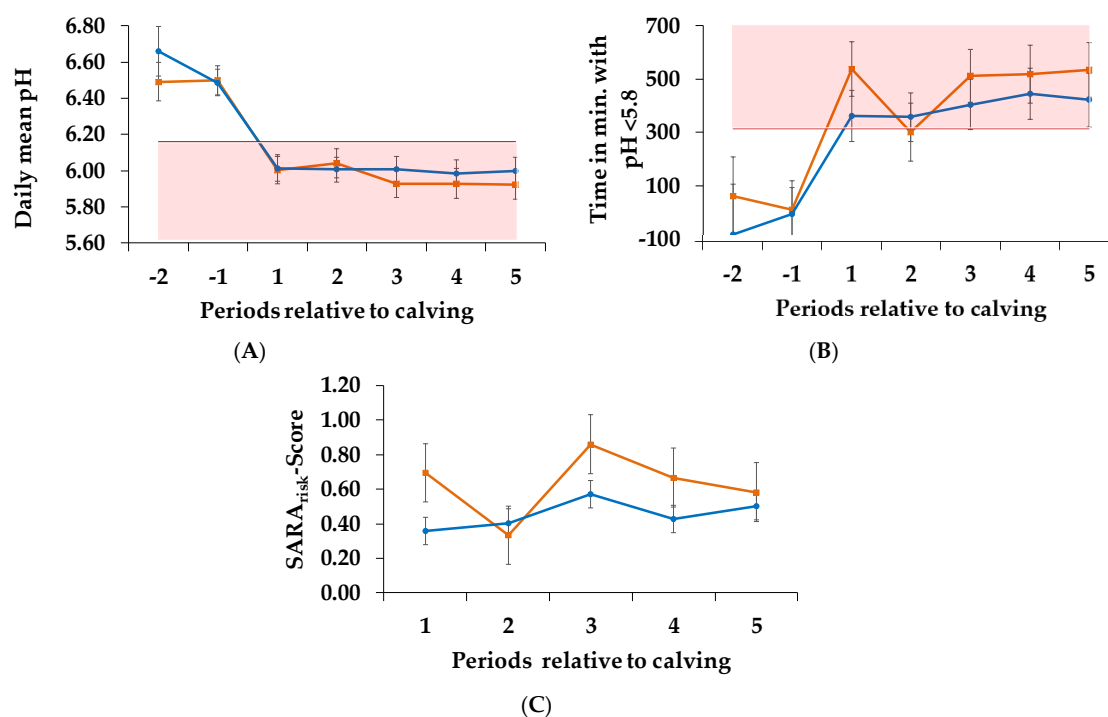 6.80
6.60
6.40
6.20
6.00
5.80
5.60
Daily mean pH
-2 -1 1 2 3 4 5
Periods relative to calving
(A)
700
500
300
100
-100
Time in min. with
pH <5.8
-2 -1 1 2 3 4 5
Periods relative to calving
(B)
1.20
1.00
0.80
0.60
0.40
0.20
0.00
SARArisk-Score
1 2 3 4 5
Periods relative to calving
(C)